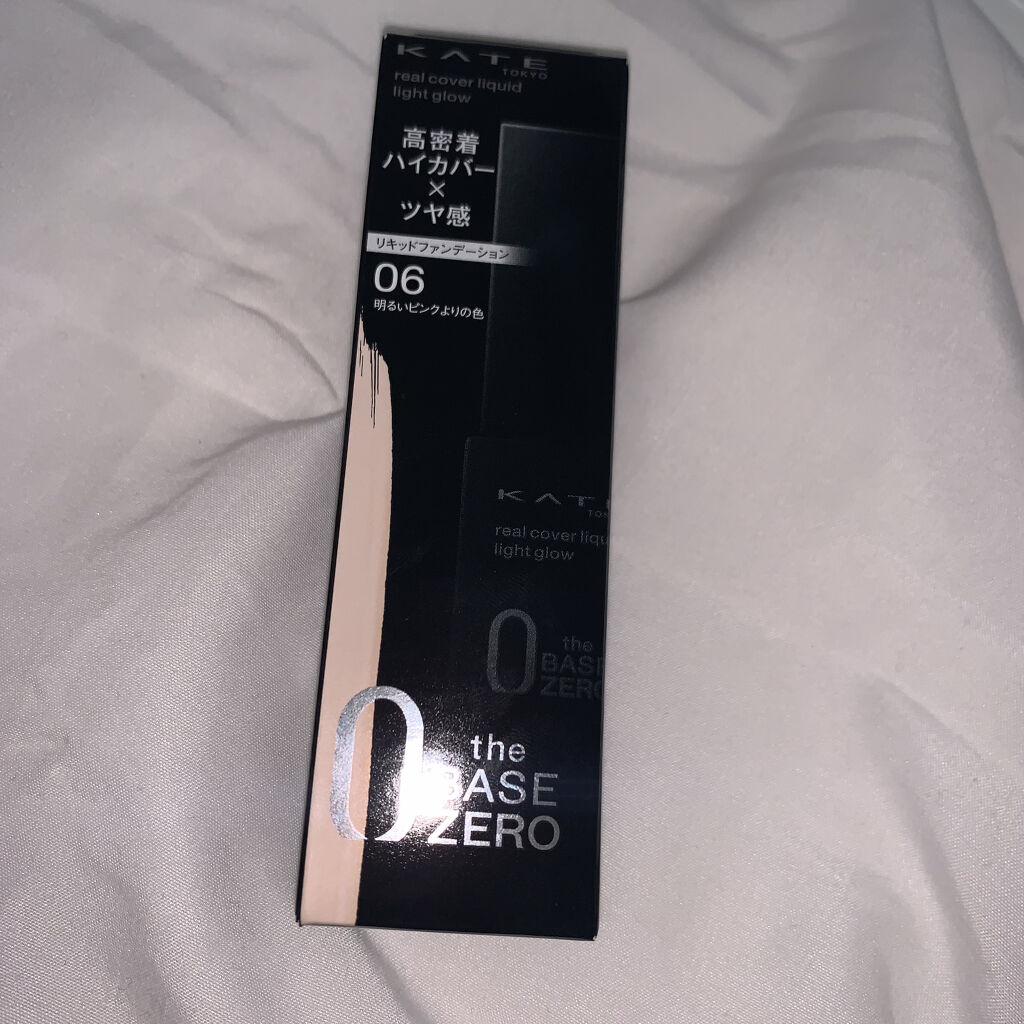 KATE
TOKYO
real cover liquid
light glow
高密着
ハイカバー
×
ツヤ感
リキッドファンデーション
06
明るいピンクよりの色
KATE
real cover liqu
light glow
0
the
BASE
ZERO
0
the
BASE
ZERO